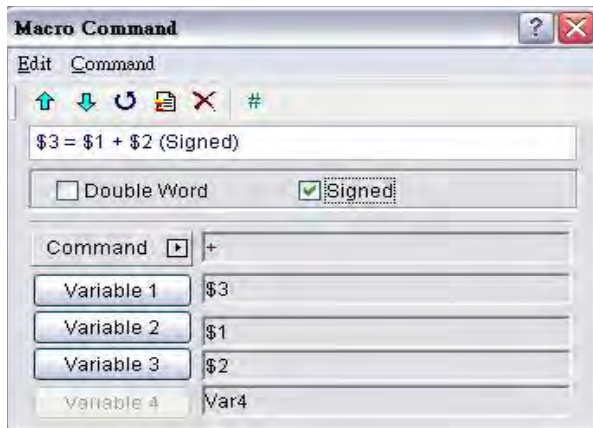 Macro Command
Edit Command
#
$3 = $1 + $2 (Signed)
Double Word Signed
Command +
Variable 1 $3
Variable 2 $1
Variable 3 $2
Variable 4 Var4